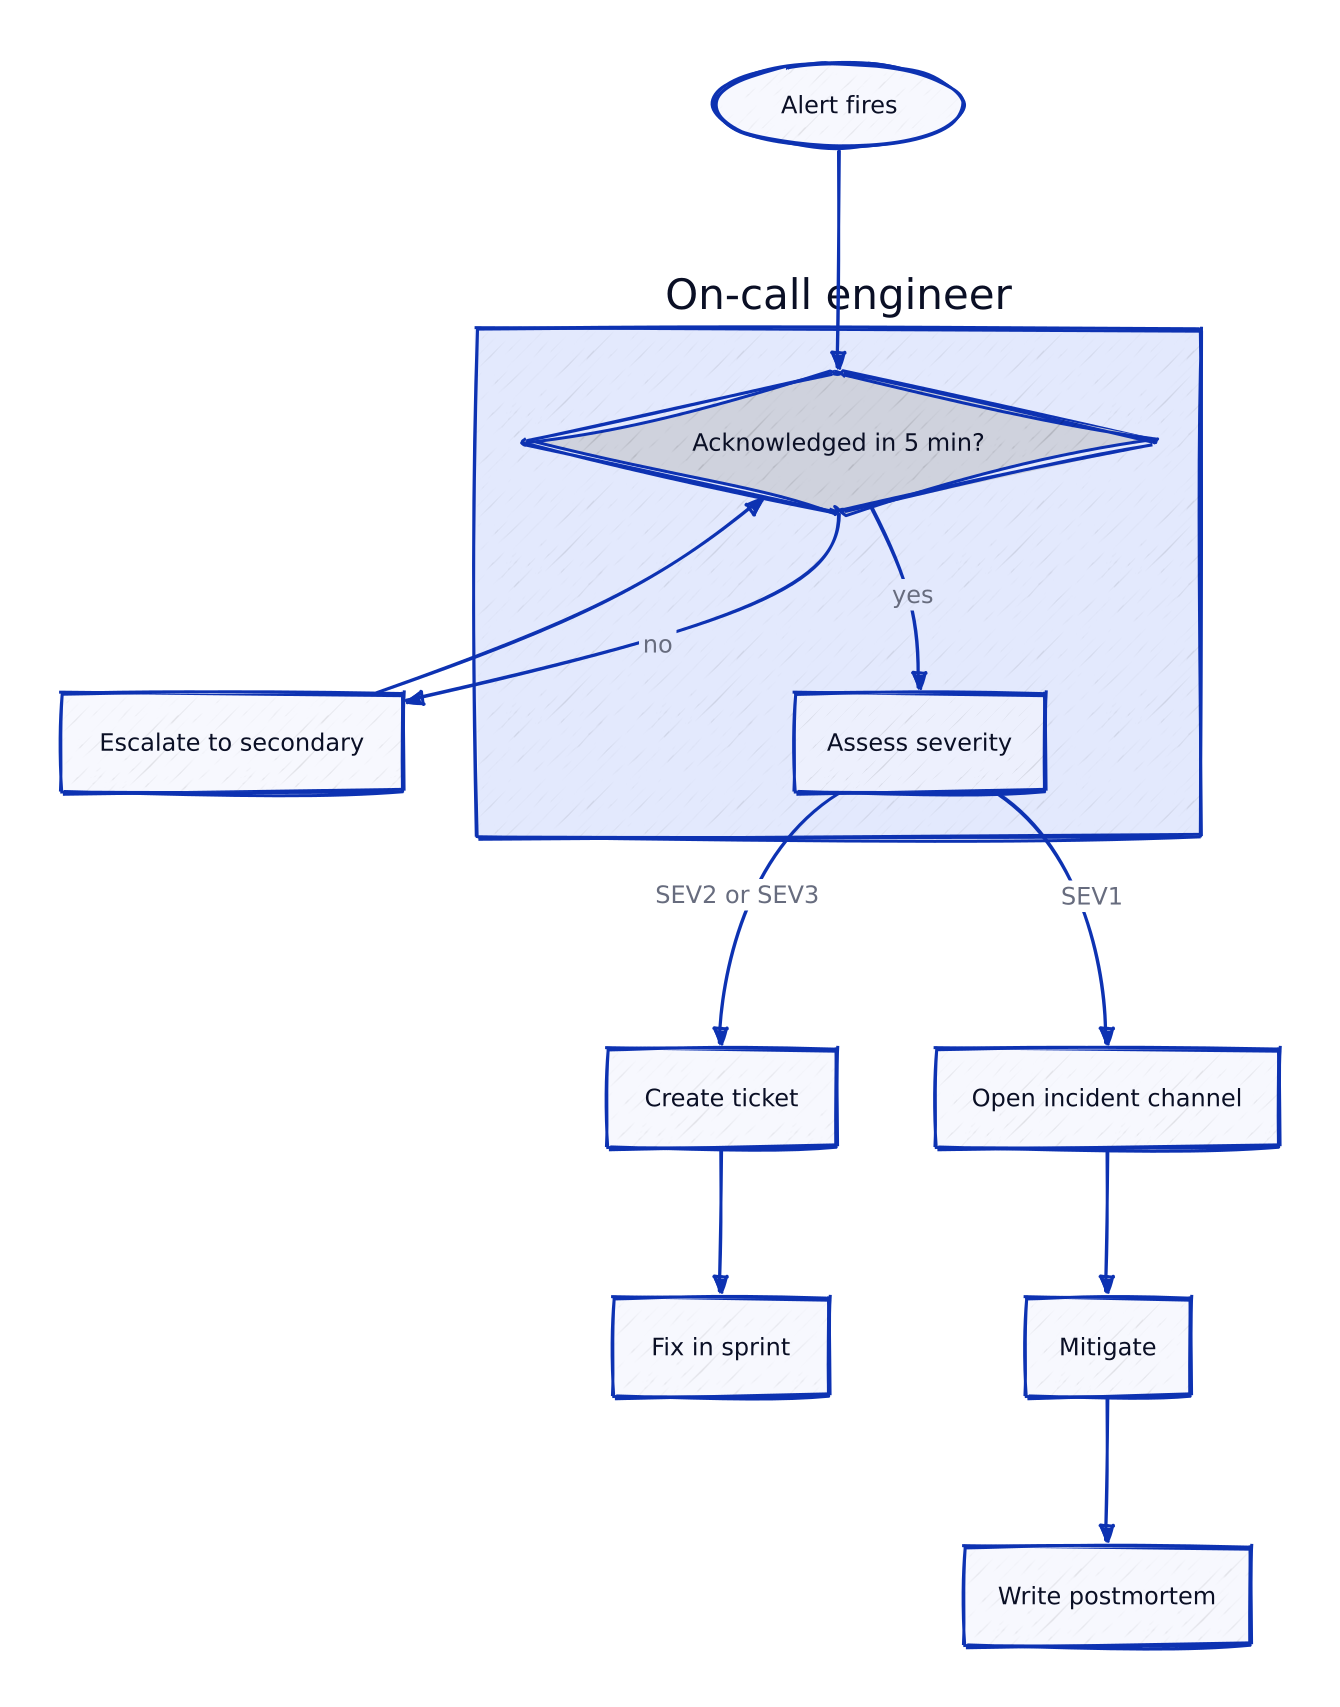 Alert fires
On-call engineer
Acknowledged in 5 min?
yes
no
Escalate to secondary
Assess severity
SEV2 or SEV3
SEV1
Create ticket
Open incident channel
Fix in sprint
Mitigate
Write postmortem